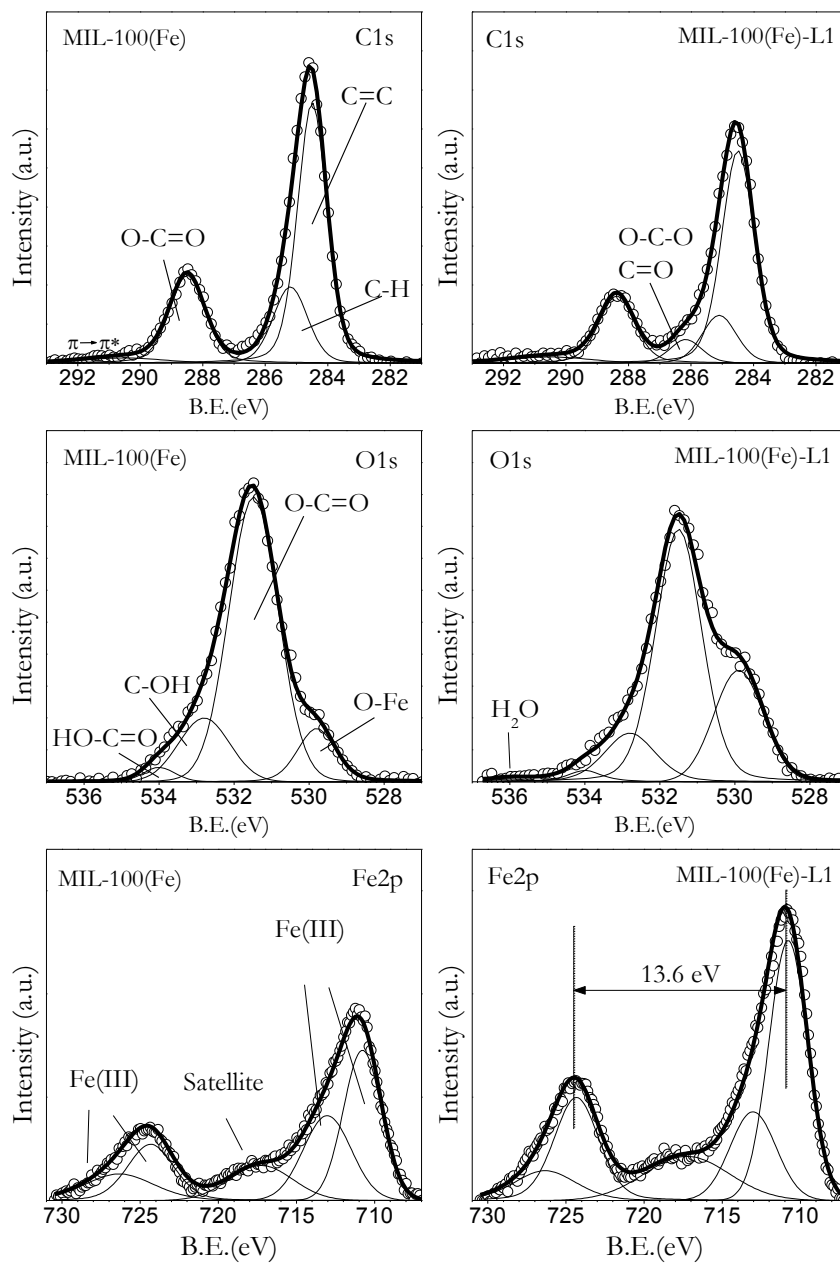 MIL-100(Fe) C1s
C=C
O-C=O
C-H
π→π*
292 290 288 286 284 282
B.E.(eV)
Intensity (a.u.)
C1s MIL-100(Fe)-L1
O-C-O
C=O
292 290 288 286 284 282
B.E.(eV)
Intensity (a.u.)
MIL-100(Fe) O1s
O-C=O
C-OH
O-Fe
HO-C=O
536 534 532 530 528
B.E.(eV)
Intensity (a.u.)
O1s MIL-100(Fe)-L1
H₂O
536 534 532 530 528
B.E.(eV)
Intensity (a.u.)
MIL-100(Fe) Fe2p
Fe(III)
Fe(III)
Satellite
730 725 720 715 710
B.E.(eV)
Intensity (a.u.)
Fe2p MIL-100(Fe)-L1
13.6 eV
730 725 720 715 710
B.E.(eV)
Intensity (a.u.)